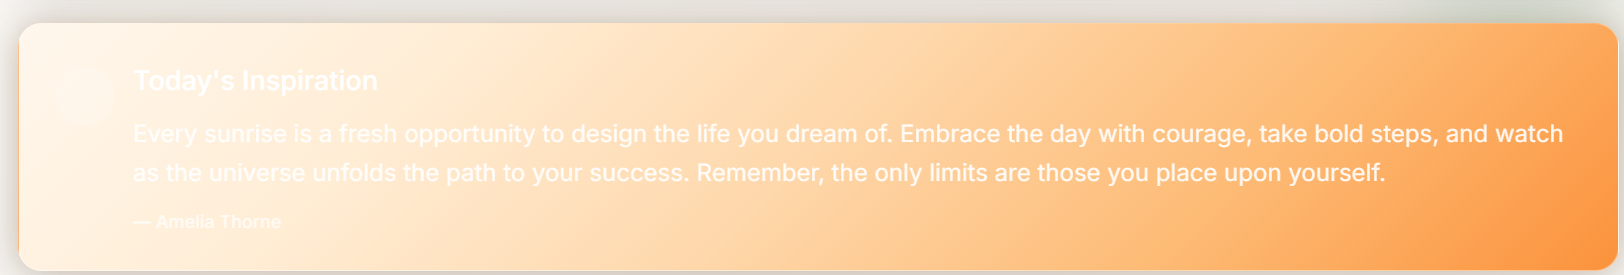 Today's Inspiration
Every sunrise is a fresh opportunity to design the life you dream of. Embrace the day with courage, take bold steps, and watch
as the universe unfolds the path to your success. Remember, the only limits are those you place upon yourself.
— Amelia Thorne